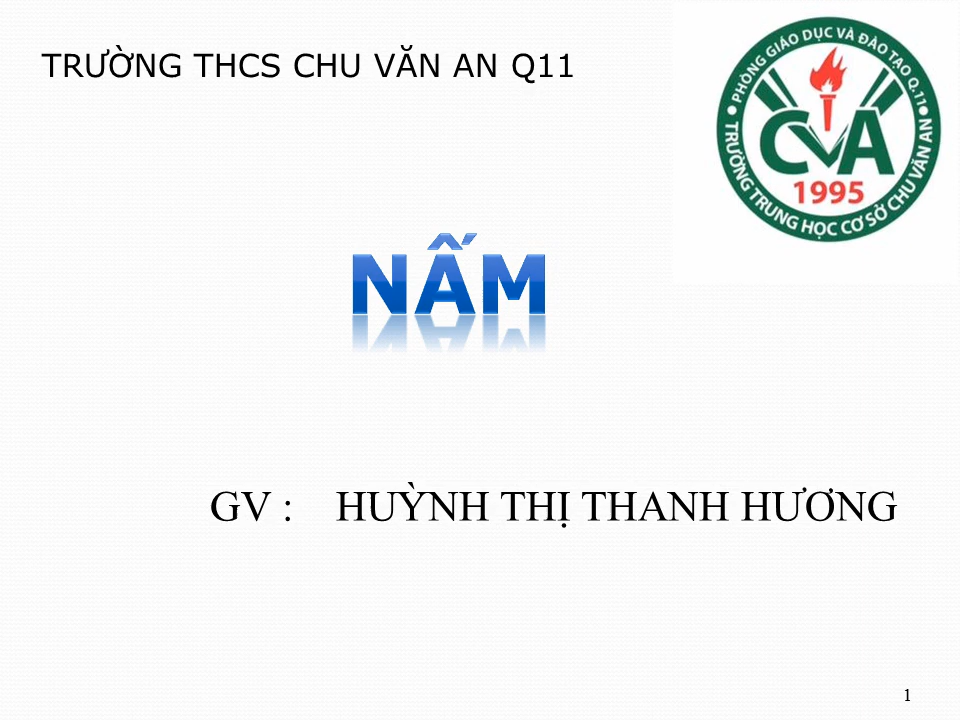 TRƯỜNG THCS CHU VĂN AN Q11
PHÒNG GIÁO DỤC VÀ ĐÀO TẠO Q.11
CVA
1995
TRƯỜNG TRUNG HỌC CƠ SỞ CHU VĂN AN
NẤM
GV : HUỲNH THỊ THANH HƯƠNG
1